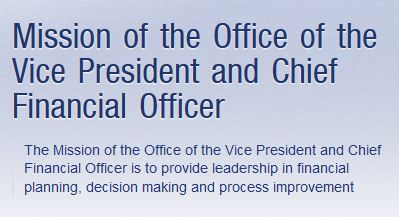 Mission of the Office of the
Vice President and Chief
Financial Officer
The Mission of the Office of the Vice President and Chief
Financial Officer is to provide leadership in financial
planning, decision making and process improvement